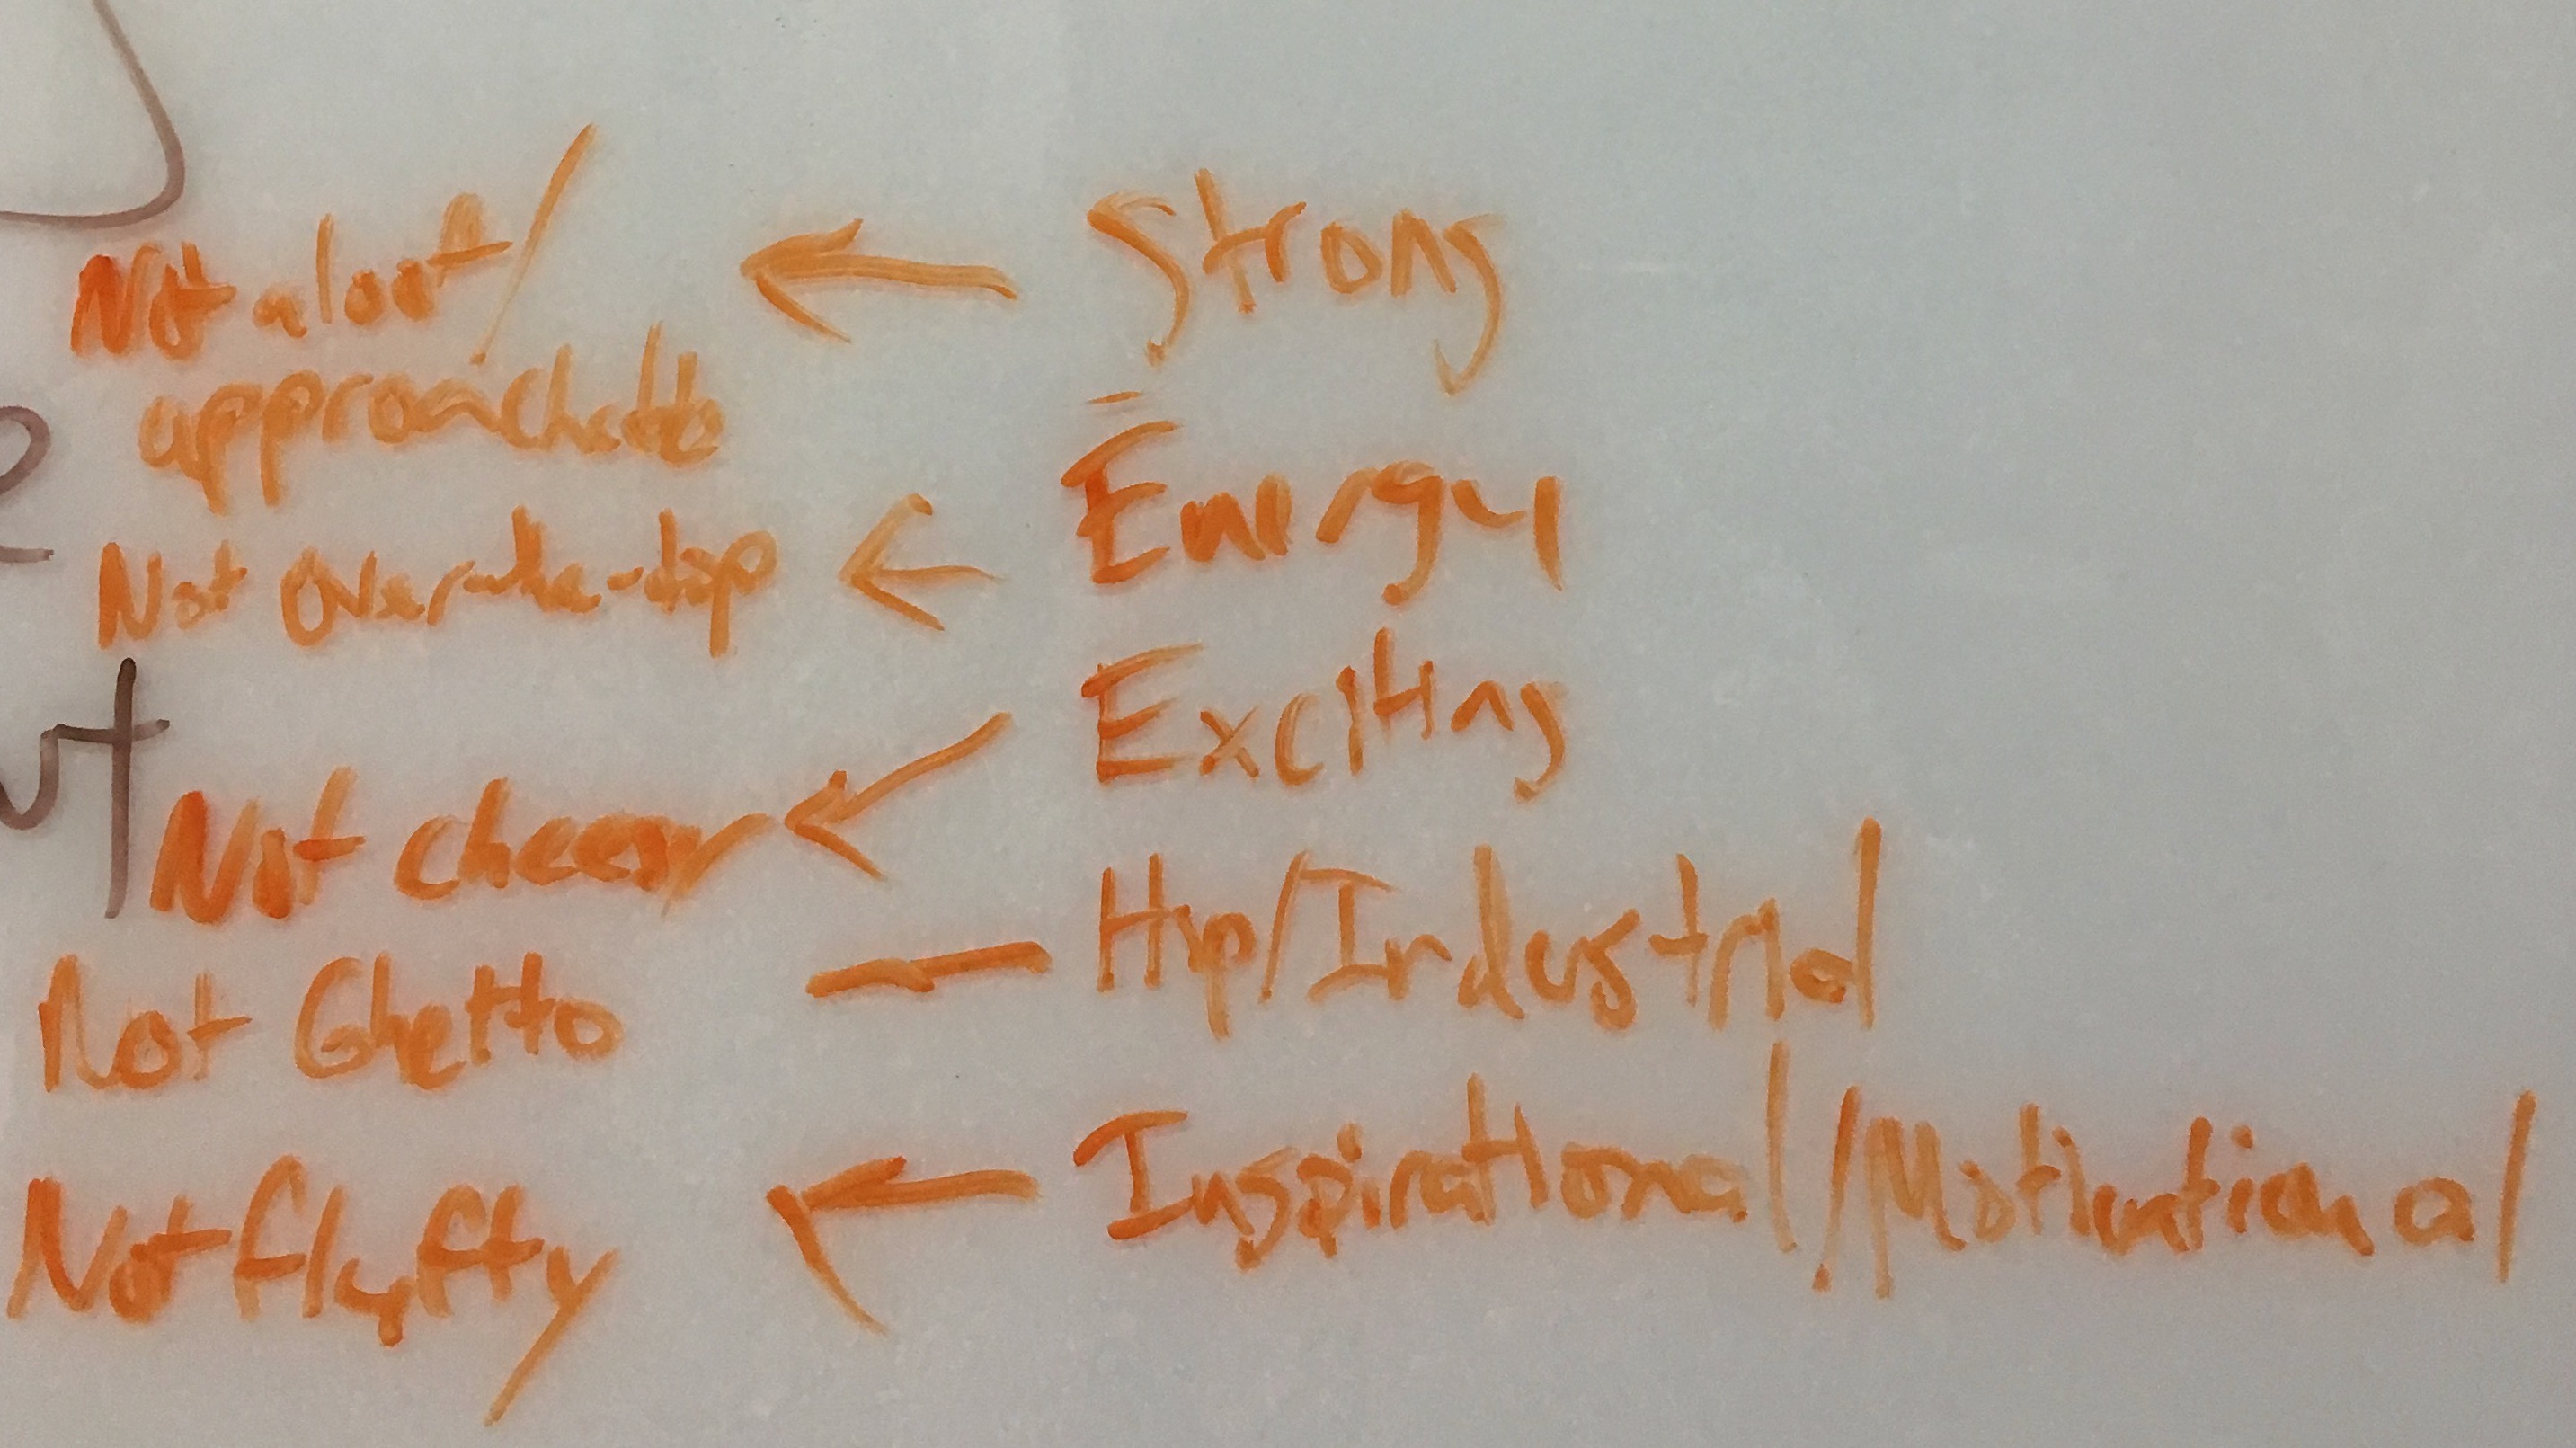 Not aloof/ ← Strong
approachable
Not over-the-top ← Energy
Exciting
Not cheesy ←
Not Ghetto — Hip/Industrial
Not fluffy ← Inspirational/Motivational